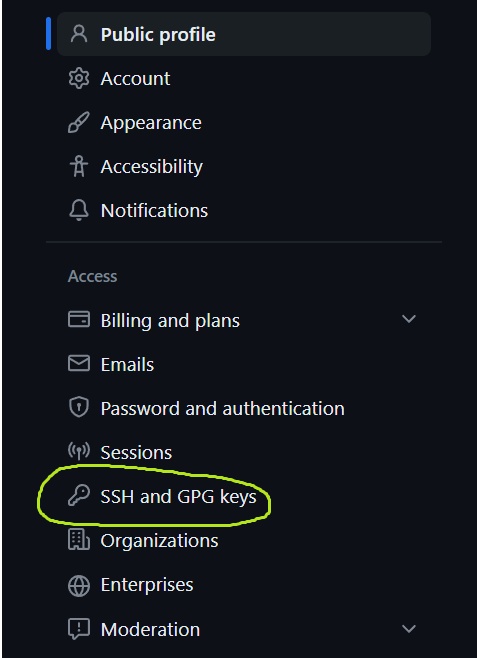 Public profile
Account
Appearance
Accessibility
Notifications
Access
Billing and plans
Emails
Password and authentication
Sessions
SSH and GPG keys
Organizations
Enterprises
Moderation